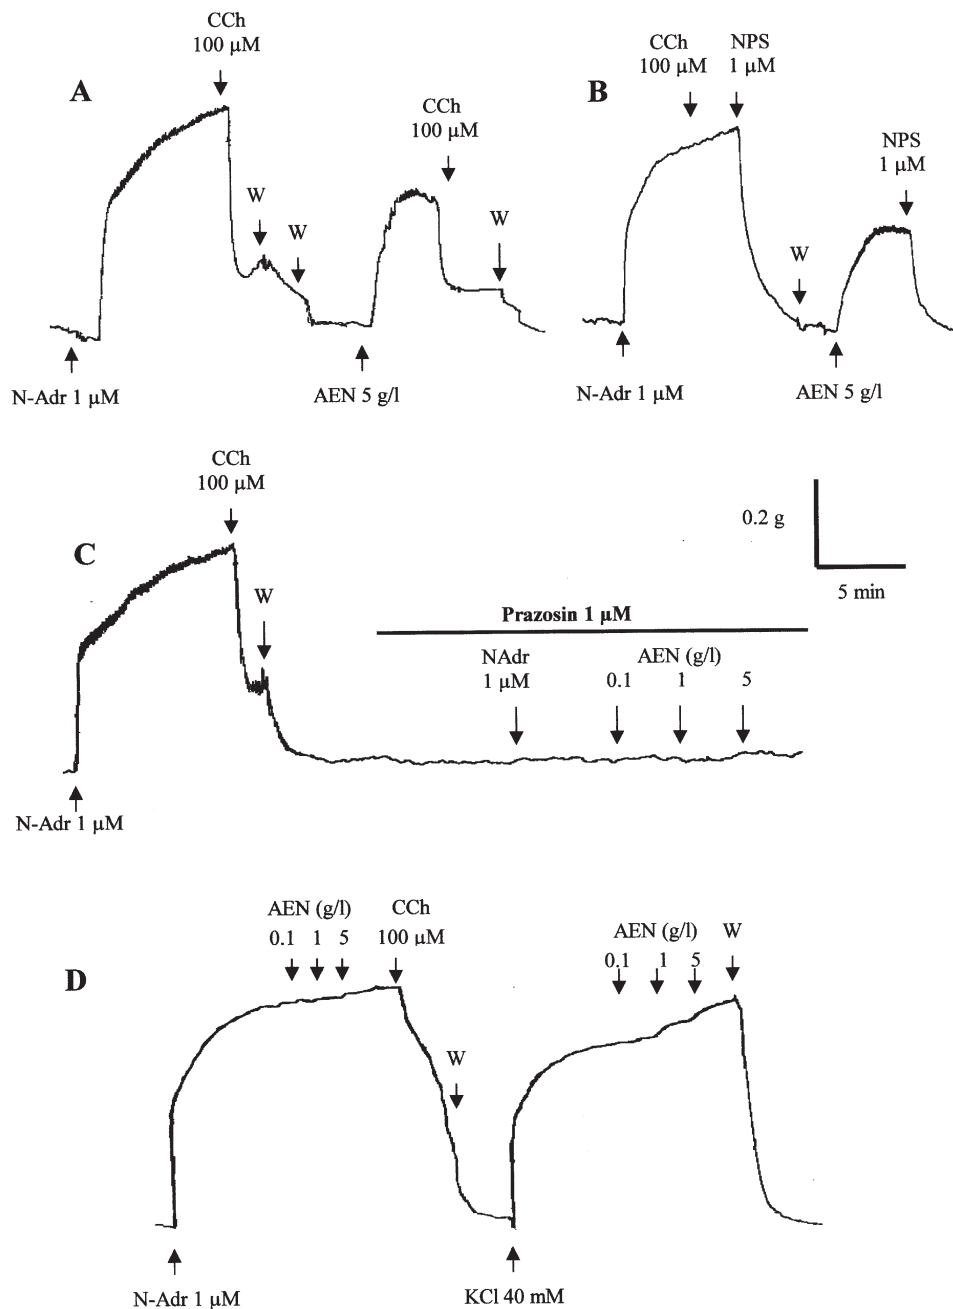 CCh
100 µM
A
CCh
100 µM
W
W
W
N-Adr 1 µM
AEN 5 g/l
CCh
100 µM
NPS
1 µM
B
NPS
1 µM
W
N-Adr 1 µM
AEN 5 g/l
CCh
100 µM
C
W
0.2 g
5 min
Prazosin 1 µM
NAdr
1 µM
AEN (g/l)
0.1 1 5
N-Adr 1 µM
D
AEN (g/l)
0.1 1 5
CCh
100 µM
W
AEN (g/l)
0.1 1 5
W
N-Adr 1 µM
KCl 40 mM